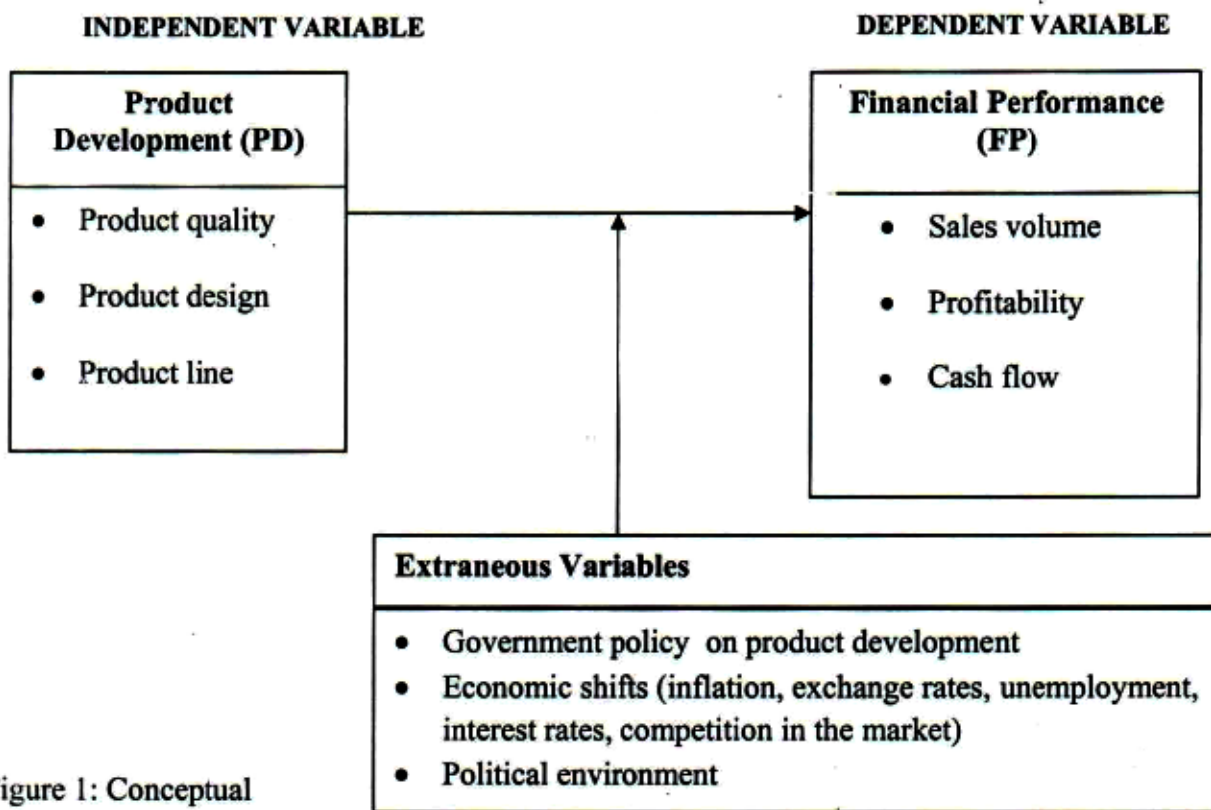 INDEPENDENT VARIABLE
DEPENDENT VARIABLE
Product
Development (PD)
• Product quality
• Product design
• Product line
Financial Performance
(FP)
• Sales volume
• Profitability
• Cash flow
Extraneous Variables
• Government policy on product development
• Economic shifts (inflation, exchange rates, unemployment,
interest rates, competition in the market)
• Political environment
igure 1: Conceptual